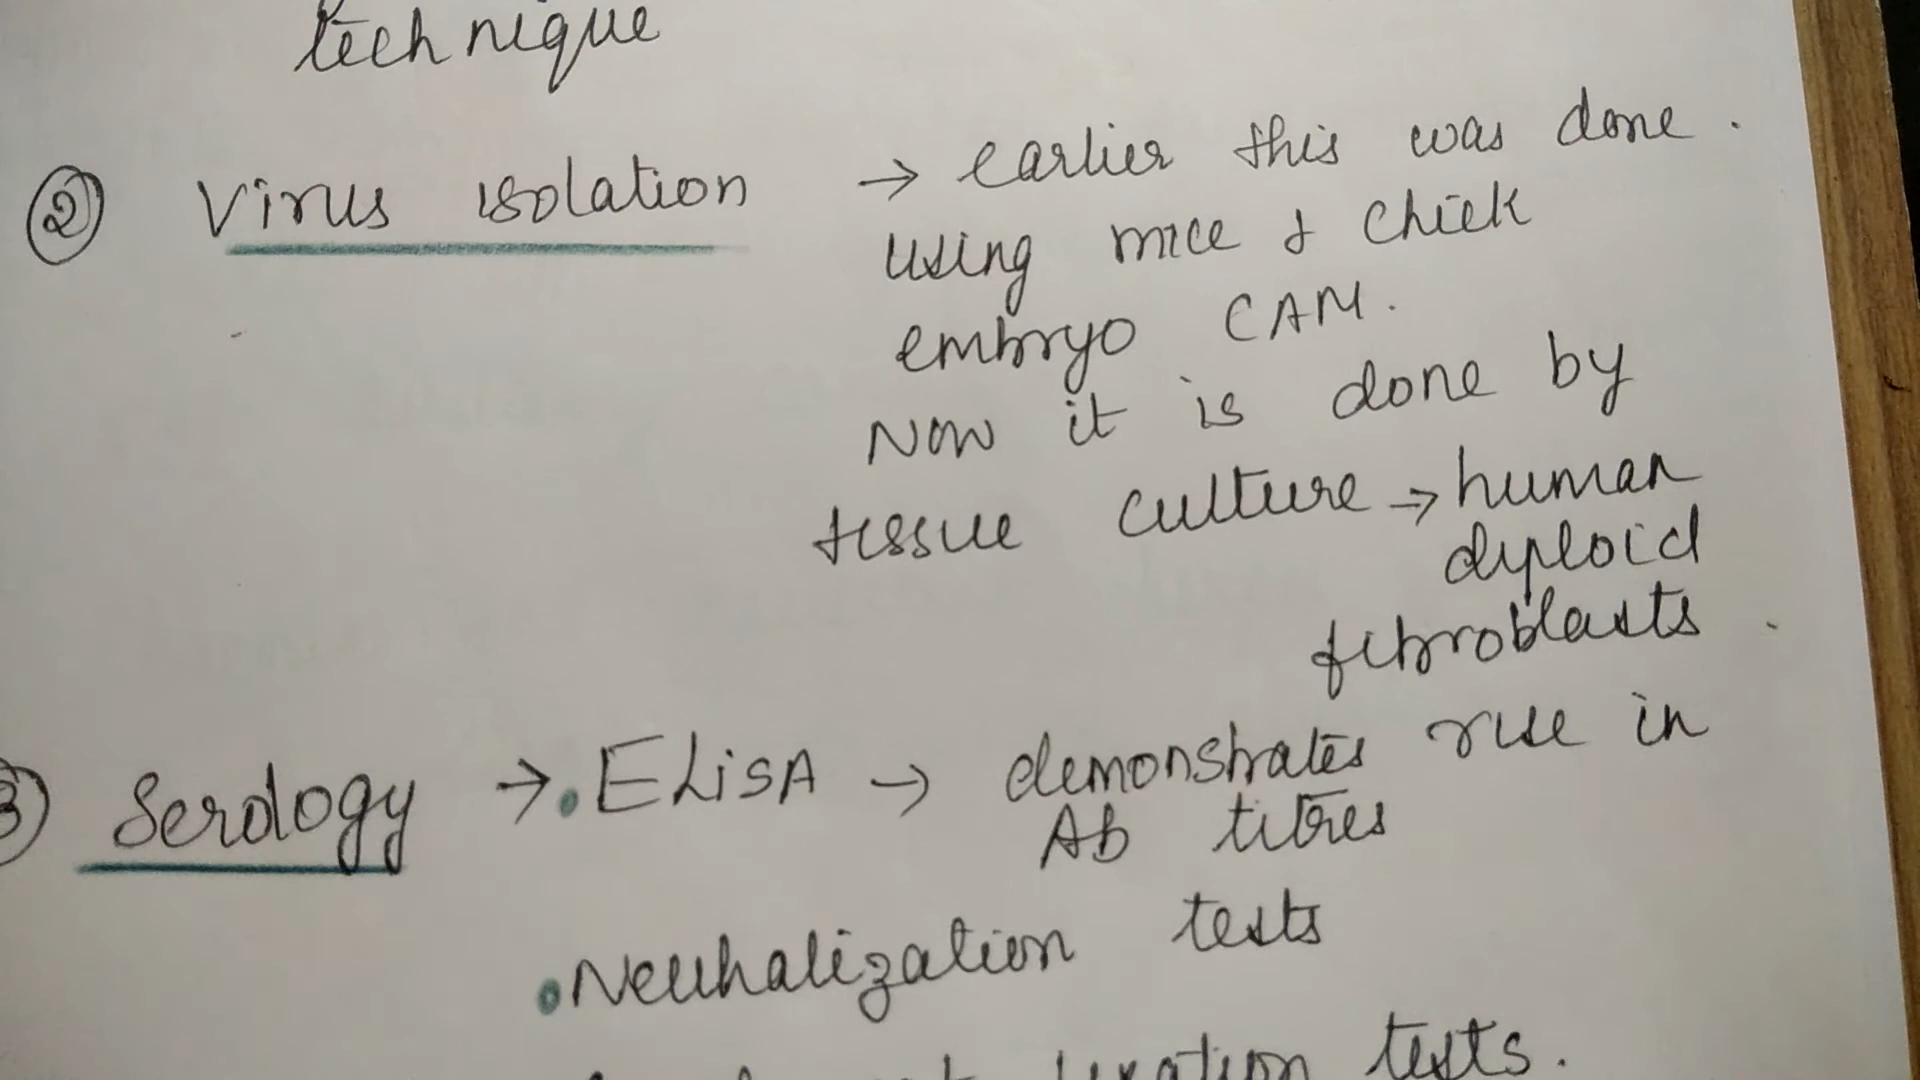 technique
② Virus isolation → earlier this was done.
using mice & chick
embryo CAM.
Now it is done by
tissue culture → human
diploid
fibroblasts.
3) Serology → • ELiSA → demonstrates rise in
Ab titres
• Neutralization tests
tests.